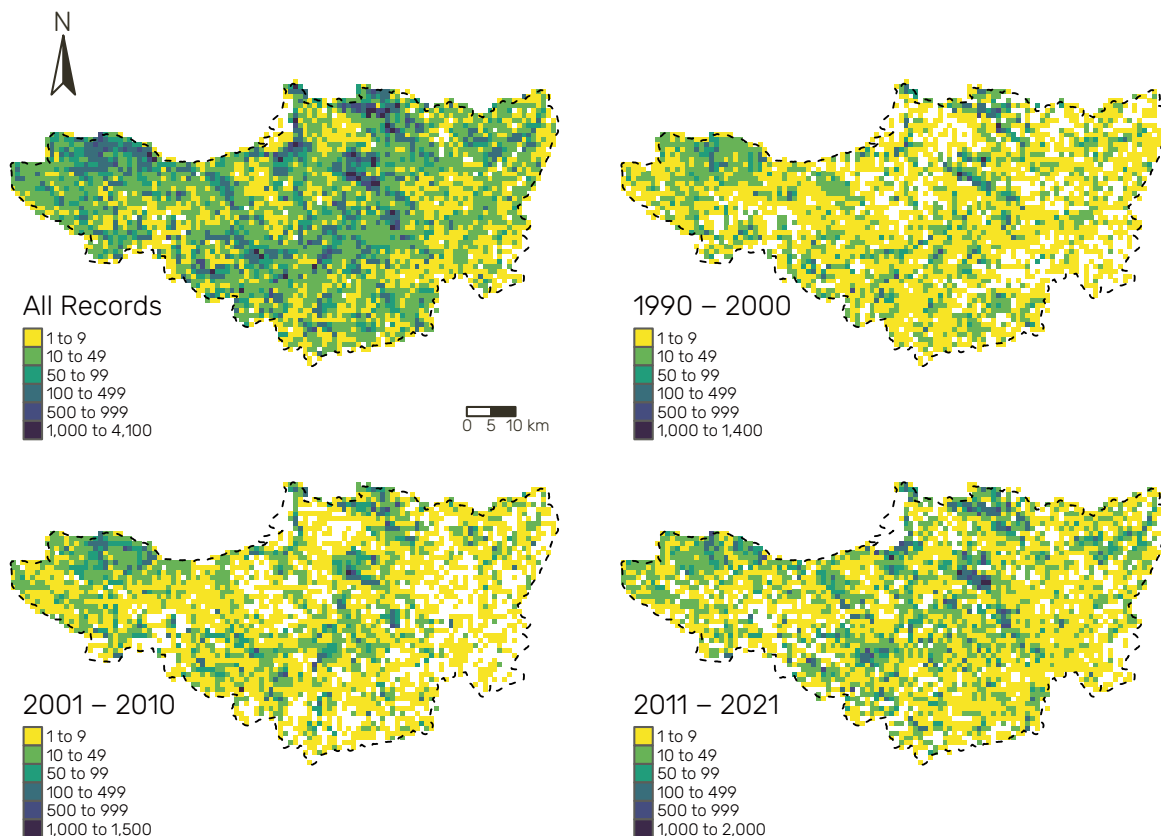 N
All Records
1 to 9
10 to 49
50 to 99
100 to 499
500 to 999
1,000 to 4,100
0 5 10 km
1990 – 2000
1 to 9
10 to 49
50 to 99
100 to 499
500 to 999
1,000 to 1,400
2001 – 2010
1 to 9
10 to 49
50 to 99
100 to 499
500 to 999
1,000 to 1,500
2011 – 2021
1 to 9
10 to 49
50 to 99
100 to 499
500 to 999
1,000 to 2,000